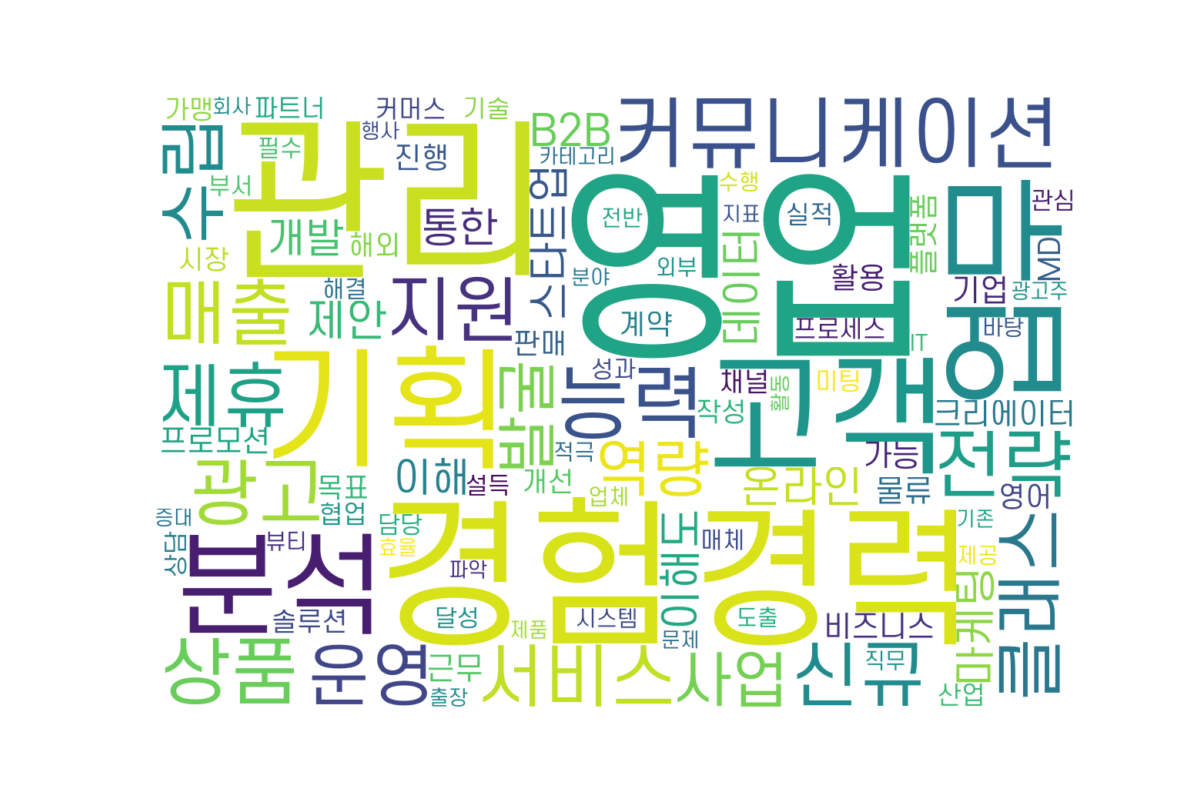 가맹 회사 파트너 커머스 기술 B2B 커뮤니케이션
수립 필수 관리 행사 진행 카테고리
부서 개발 해외 통한 스타트업 영업 전반 수행 지표 실적 플랫폼 관심
시장 해결 분야 외부 데이터 활용 업무 MD
매출 제안 지원 판매 계약 프로세스 기업 광고주 바탕
제휴 기획 발굴 능력 성과 채널 활동 미팅 고객
프로모션 작성 크리에이터
광고 목표 이해 설득 적극 개선 역량 온라인 가능 물류 전략 영어
증대 협업 담당 업체 기존
상담 뷰티 분석 효율 경험 파악 이해도 매체 경력 제공 클래스
솔루션 달성 제품 시스템 문제 도출 비즈니스 마케팅
상품 운영 근무 출장 서비스 사업 신규 직무 산업